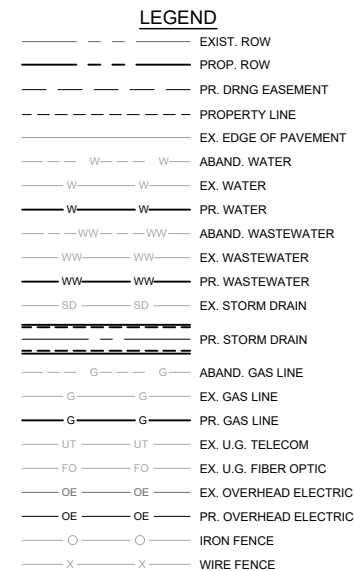 LEGEND
EXIST. ROW
PROP. ROW
PR. DRNG EASEMENT
PROPERTY LINE
EX. EDGE OF PAVEMENT
W W ABAND. WATER
W W EX. WATER
W W PR. WATER
WW WW ABAND. WASTEWATER
WW WW EX. WASTEWATER
WW WW PR. WASTEWATER
SD SD EX. STORM DRAIN
PR. STORM DRAIN
G G ABAND. GAS LINE
G G EX. GAS LINE
G G PR. GAS LINE
UT UT EX. U.G. TELECOM
FO FO EX. U.G. FIBER OPTIC
OE OE EX. OVERHEAD ELECTRIC
OE OE PR. OVERHEAD ELECTRIC
IRON FENCE
X X WIRE FENCE